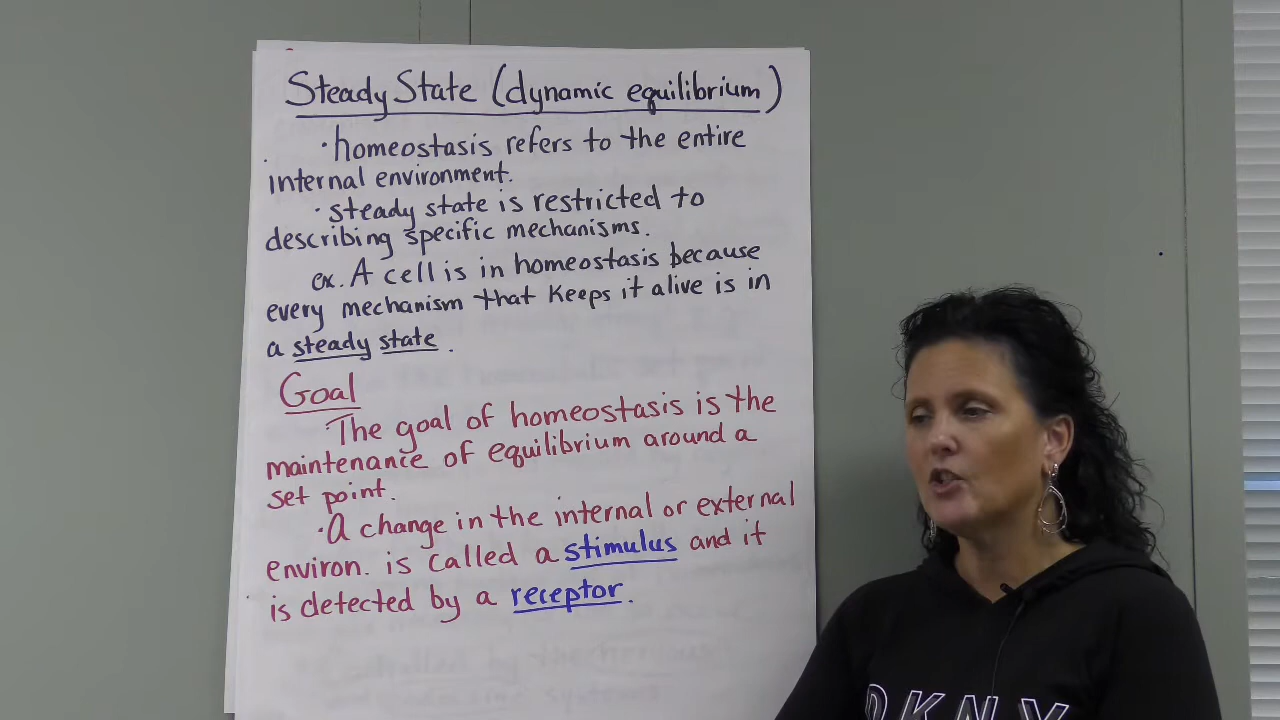 Steady State (dynamic equilibrium)
· homeostasis refers to the entire
internal environment.
· steady state is restricted to
describing specific mechanisms.
ex. A cell is in homeostasis because
every mechanism that keeps it alive is in
a steady state.
Goal
The goal of homeostasis is the
maintenance of equilibrium around a
set point.
· A change in the internal or external
environ. is called a stimulus and it
is detected by a receptor.
DKNY